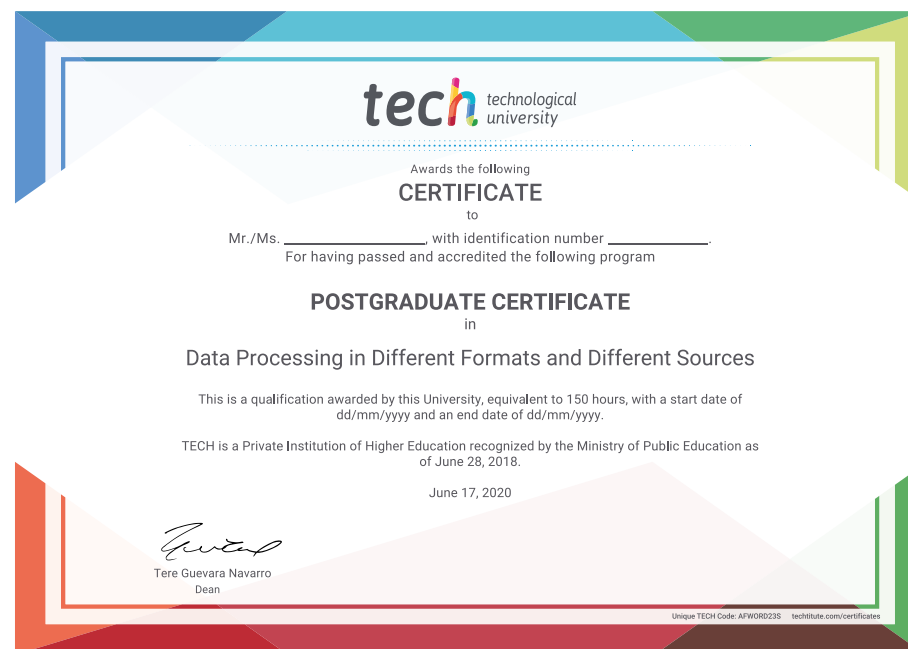 tech technological
university
Awards the following
CERTIFICATE
to
Mr./Ms. ____________________, with identification number ______________.
For having passed and accredited the following program
POSTGRADUATE CERTIFICATE
in
Data Processing in Different Formats and Different Sources
This is a qualification awarded by this University, equivalent to 150 hours, with a start date of
dd/mm/yyyy and an end date of dd/mm/yyyy.
TECH is a Private Institution of Higher Education recognized by the Ministry of Public Education as
of June 28, 2018.
June 17, 2020
Tere Guevara Navarro
Dean
Unique TECH Code: AFWORD23S techtitute.com/certificates